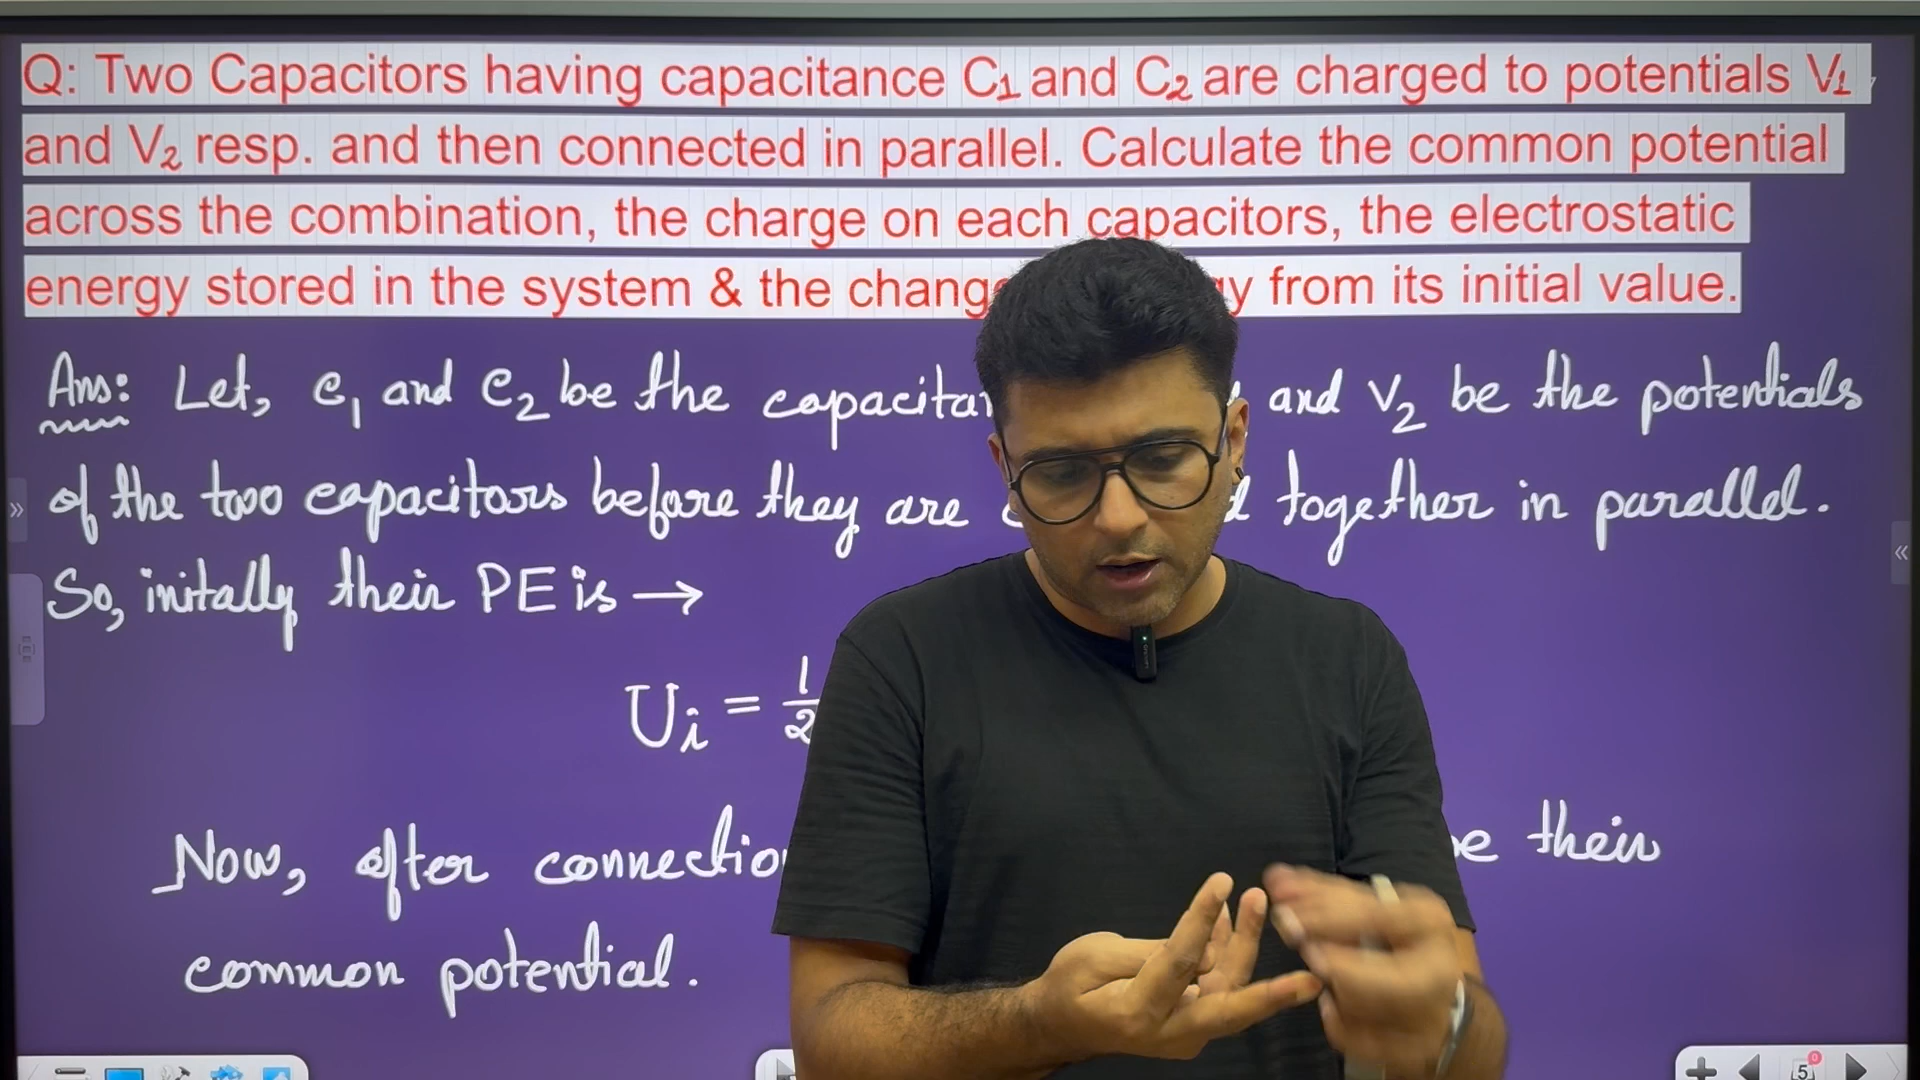 Q: Two Capacitors having capacitance C1 and C2 are charged to potentials V1
and V2 resp. and then connected in parallel. Calculate the common potential
across the combination, the charge on each capacitors, the electrostatic
energy stored in the system & the from its initial value.
Ans: Let, C1 and C2 be the and V2 be the potentials
of the two capacitors before they are together in parallel.
So, initally their PE is →
Ui = 1/2
Now, after their
common potential.
5
0